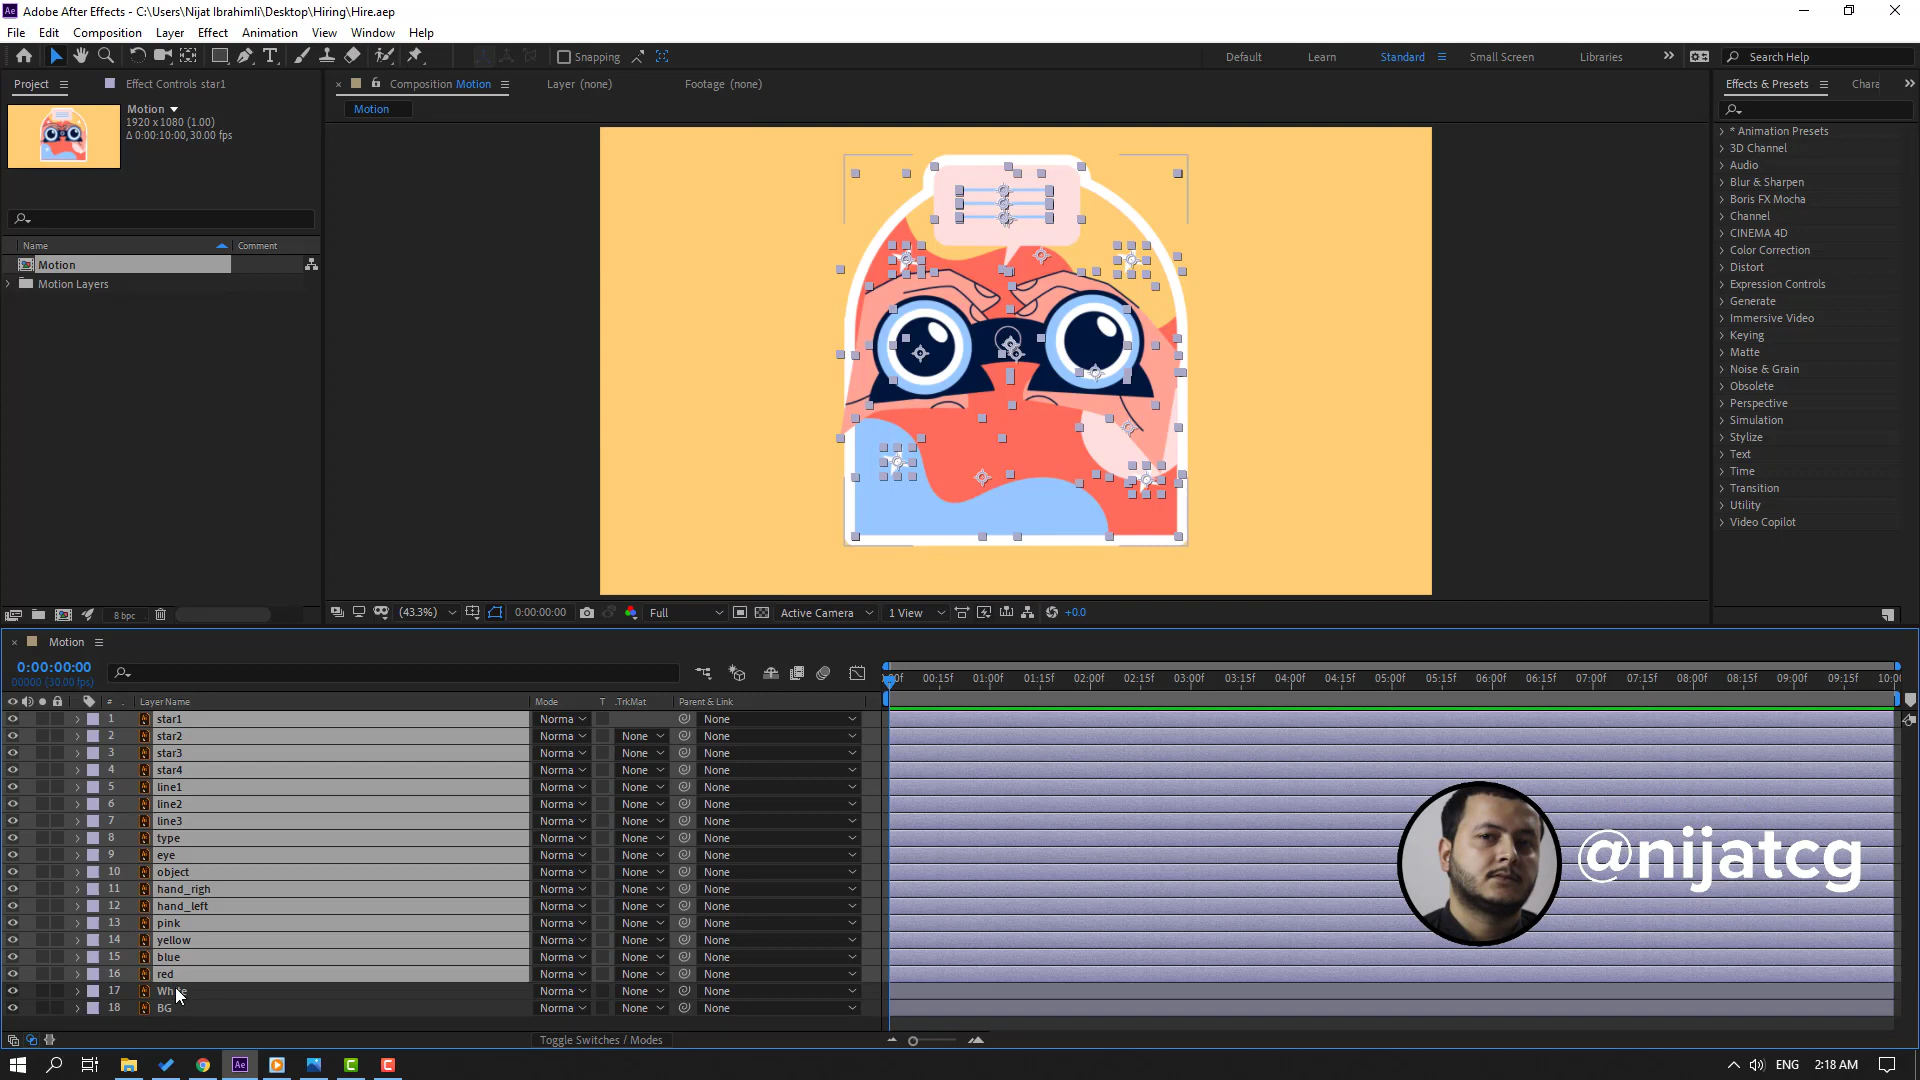 Adobe After Effects - C:\Users\Nijat Ibrahimli\Desktop\Hiring\Hire.aep
File Edit Composition Layer Effect Animation View Window Help
Snapping
Default Learn Standard Small Screen Libraries Search Help
Project Effect Controls star1
Composition Motion Layer (none) Footage (none)
Effects & Presets Chara
Motion
1920 x 1080 (1.00)
Δ 0:00:10:00, 30.00 fps
Motion
Name Comment
Motion
Motion Layers
* Animation Presets
3D Channel
Audio
Blur & Sharpen
Boris FX Mocha
Channel
CINEMA 4D
Color Correction
Distort
Expression Controls
Generate
Immersive Video
Keying
Matte
Noise & Grain
Obsolete
Perspective
Simulation
Stylize
Text
Time
Transition
Utility
Video Copilot
8 bpc
(43.3%) 0:00:00:00 Full Active Camera 1 View +0.0
Motion
0:00:00:00
00000 (30.00 fps)
00:15f 01:00f 01:15f 02:00f 02:15f 03:00f 03:15f 04:00f 04:15f 05:00f 05:15f 06:00f 06:15f 07:00f 07:15f 08:00f 08:15f 09:00f 09:15f 10:0
# Layer Name Mode T .TrkMat Parent & Link
1 star1 Norma None
2 star2 Norma None None
3 star3 Norma None None
4 star4 Norma None None
5 line1 Norma None None
6 line2 Norma None None
7 line3 Norma None None
8 type Norma None None
9 eye Norma None None
10 object Norma None None
11 hand_righ Norma None None
12 hand_left Norma None None
13 pink Norma None None
14 yellow Norma None None
15 blue Norma None None
16 red Norma None None
17 White Norma None None
18 BG Norma None None
@nijatcg
Toggle Switches / Modes
ENG 2:18 AM